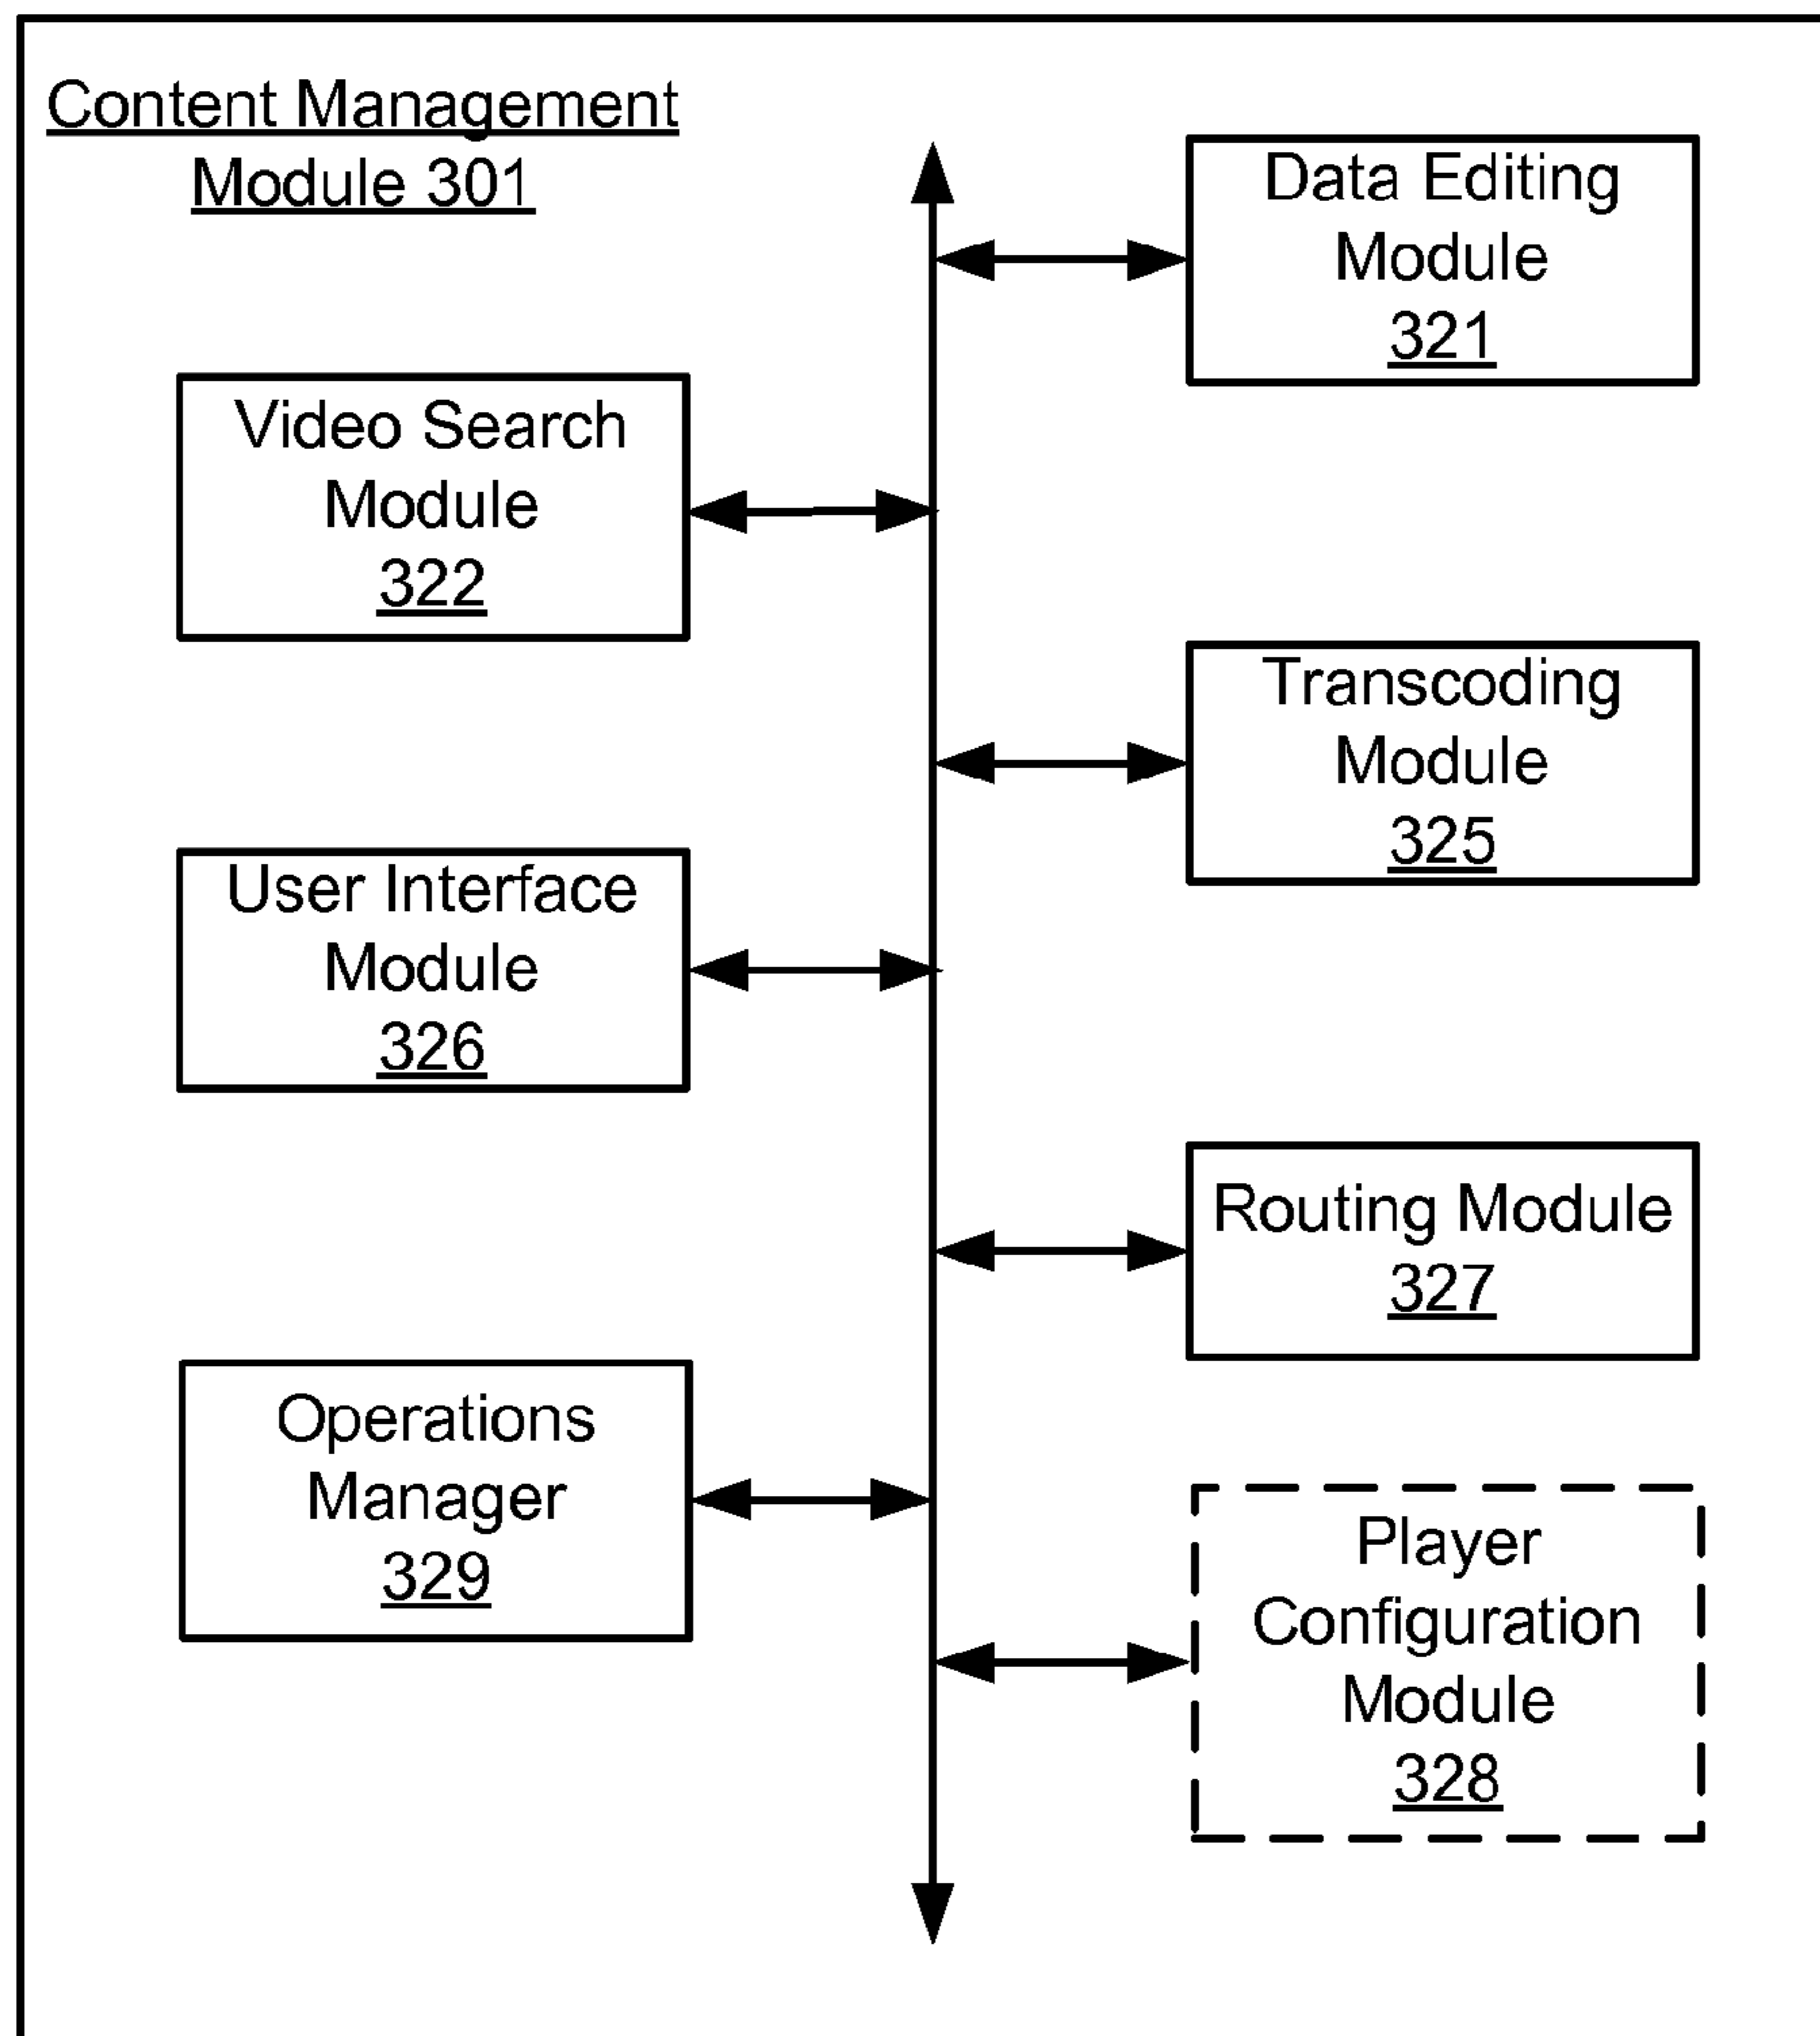 Content Management
Module 301
Data Editing
Module
321
Video Search
Module
322
Transcoding
Module
325
User Interface
Module
326
Routing Module
327
Operations
Manager
329
Player
Configuration
Module
328